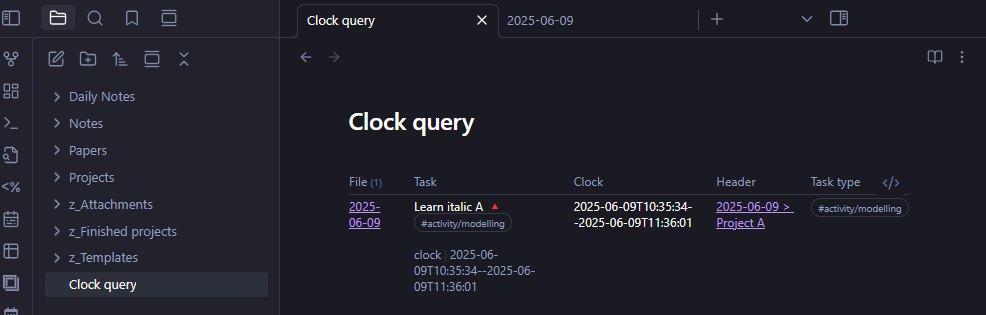 Clock query
2025-06-09
Daily Notes
Notes
Papers
Projects
z_Attachments
z_Finished projects
z_Templates
Clock query
Clock query
File (1) Task Clock Header Task type
2025-06-09
Learn italic A
#activity/modelling
clock | 2025-06-
09T10:35:34--2025-06-
09T11:36:01
2025-06-09T10:35:34-
-2025-06-09T11:36:01
2025-06-09 >
Project A
#activity/modelling